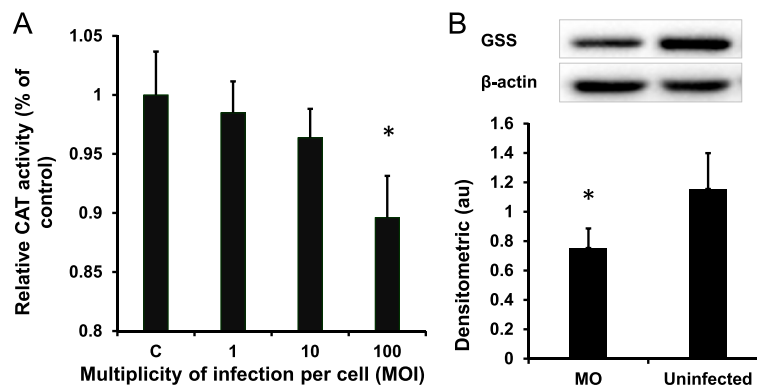 A
Relative CAT activity (% of
control)
1.05
1
0.95
0.9
0.85
0.8
*
C 1 10 100
Multiplicity of infection per cell (MOI)
B
GSS
β-actin
Densitometric (au)
1.6
1.4
1.2
1
0.8
0.6
0.4
0.2
0
*
MO Uninfected